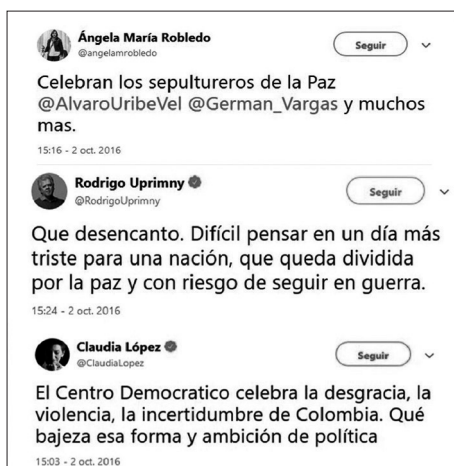 Ángela María Robledo
@angelamrobledo
Seguir
Celebran los sepultureros de la Paz
@AlvaroUribeVel @German_Vargas y muchos
mas.
15:16 - 2 oct. 2016
Rodrigo Uprimny
@RodrigoUprimny
Seguir
Que desencanto. Difícil pensar en un día más
triste para una nación, que queda dividida
por la paz y con riesgo de seguir en guerra.
15:24 - 2 oct. 2016
Claudia López
@ClaudiaLopez
Seguir
El Centro Democratico celebra la desgracia, la
violencia, la incertidumbre de Colombia. Qué
bajeza esa forma y ambición de política
15:03 - 2 oct. 2016